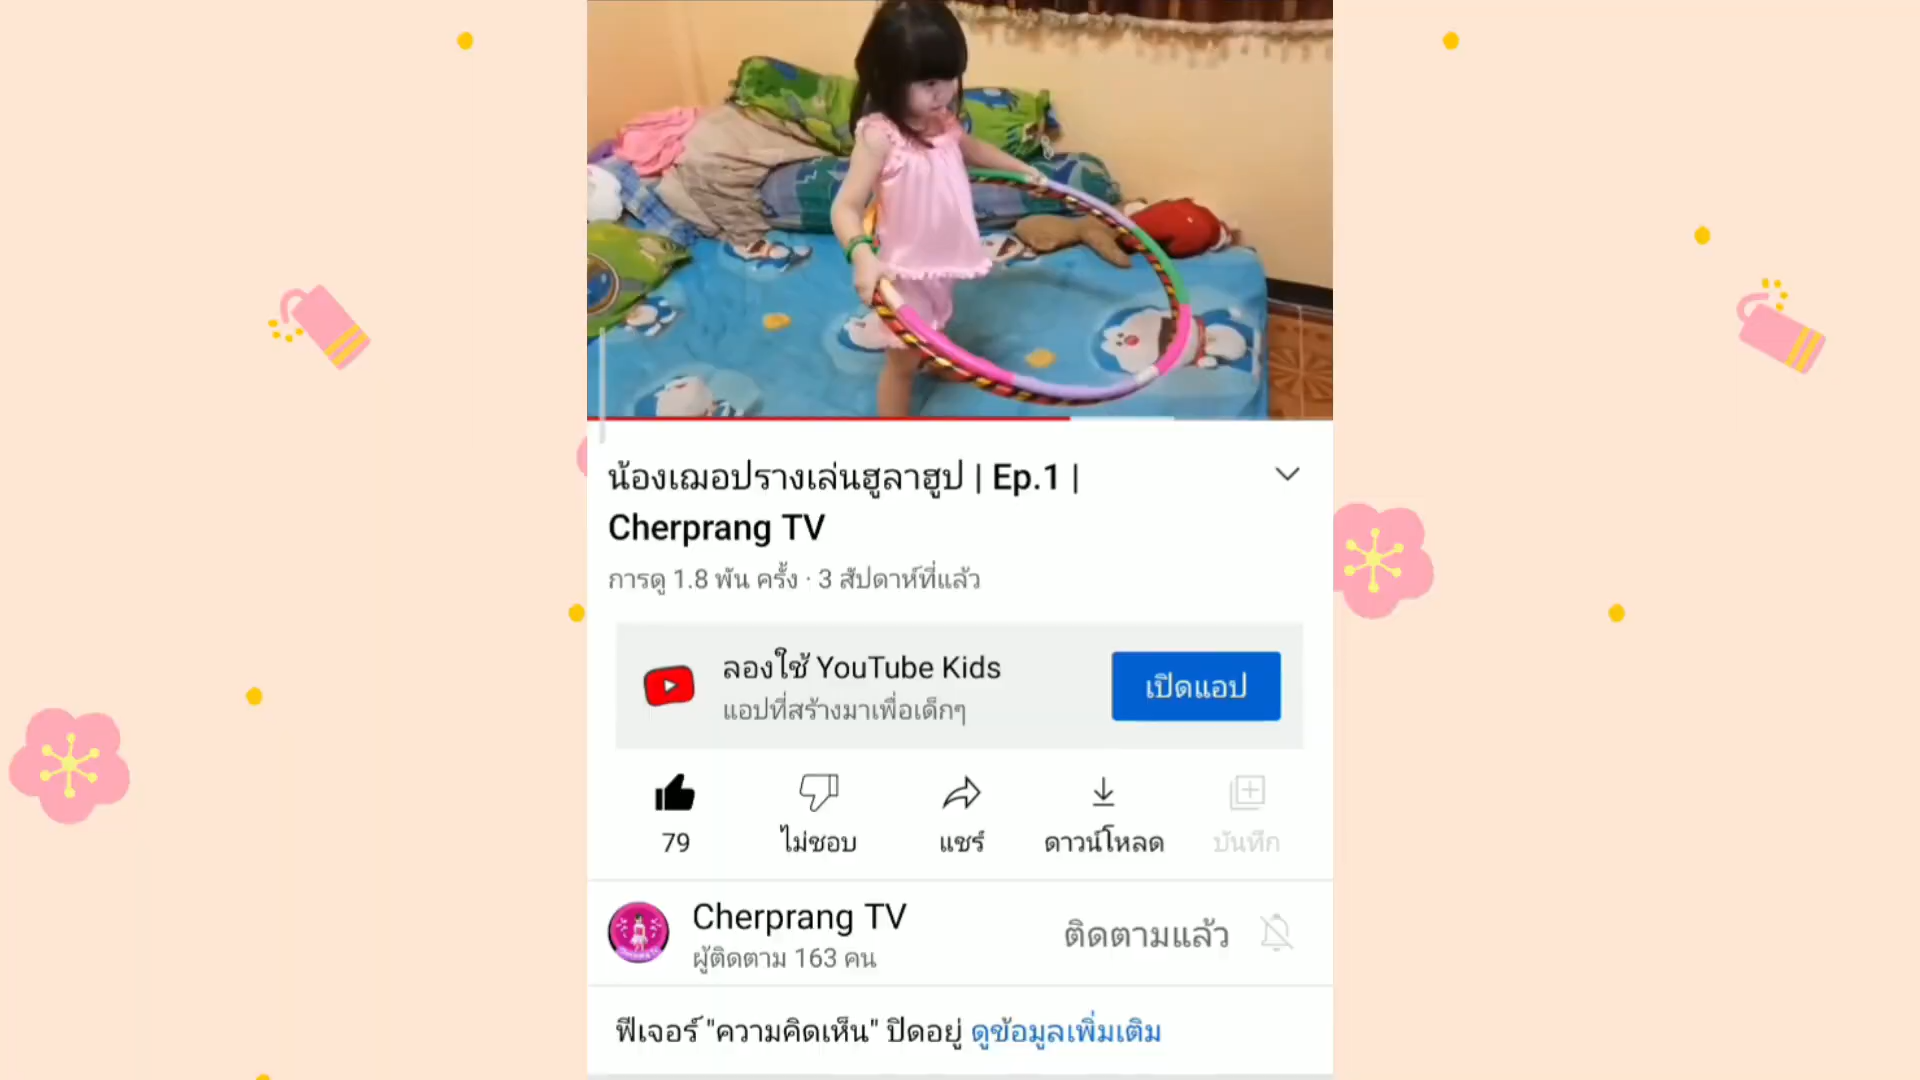 น้องเฌอปรางเล่นฮูลาฮูป | Ep.1 |
Cherprang TV
การดู 1.8 พัน ครั้ง · 3 สัปดาห์ที่แล้ว
ลองใช้ YouTube Kids
แอปที่สร้างมาเพื่อเด็กๆ
เปิดแอป
79
ไม่ชอบ
แชร์
ดาวน์โหลด
บันทึก
Cherprang TV
ผู้ติดตาม 163 คน
ติดตามแล้ว
ฟีเจอร์ "ความคิดเห็น" ปิดอยู่ ดูข้อมูลเพิ่มเติม